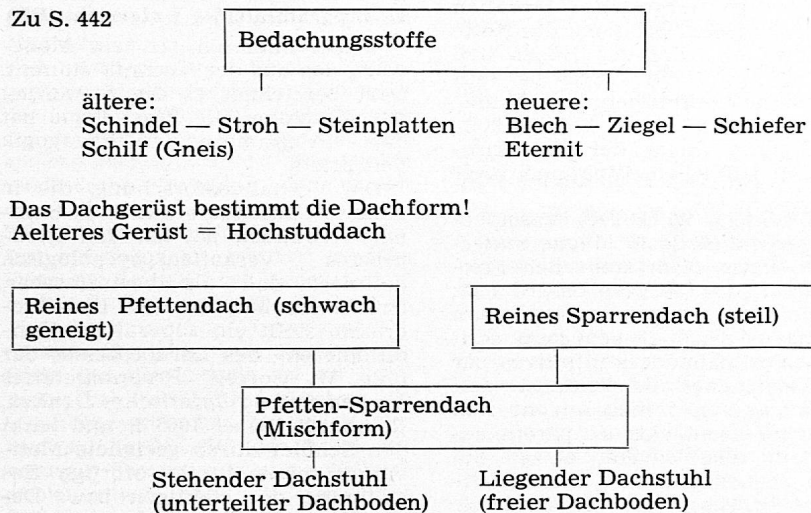 Zu S. 442
Bedachungsstoffe
ältere:
Schindel — Stroh — Steinplatten
Schilf (Gneis)
neuere:
Blech — Ziegel — Schiefer
Eternit
Das Dachgerüst bestimmt die Dachform!
Aelteres Gerüst = Hochstuddach
Reines Pfettendach (schwach
geneigt)
Reines Sparrendach (steil)
Pfetten-Sparrendach
(Mischform)
Stehender Dachstuhl
(unterteilter Dachboden)
Liegender Dachstuhl
(freier Dachboden)